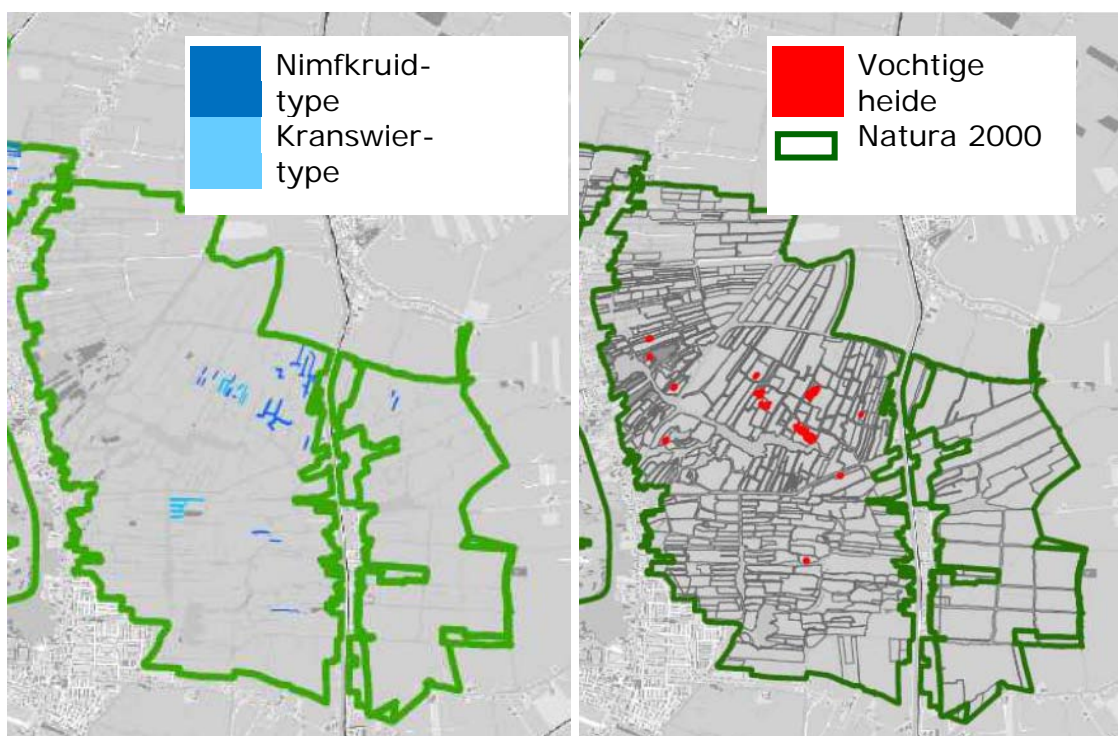 Nimfkruid-
type
Kranswier-
type
Vochtige
heide
Natura 2000